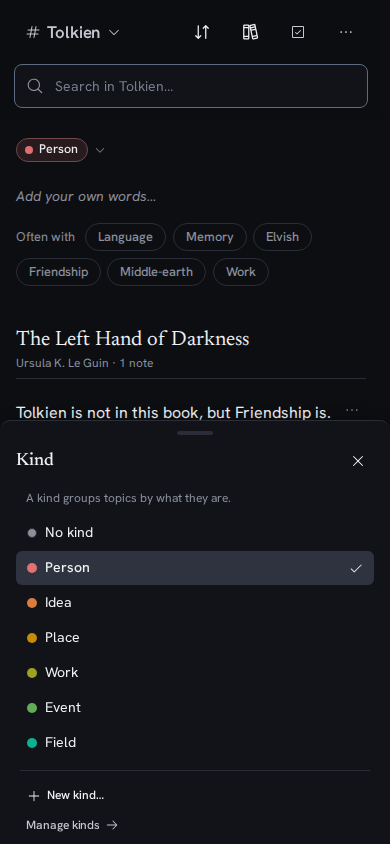 # Tolkien
Search in Tolkien...
Person
Add your own words...
Often with Language Memory Elvish
Friendship Middle-earth Work
The Left Hand of Darkness
Ursula K. Le Guin · 1 note
Tolkien is not in this book, but Friendship is. ...
Kind
A kind groups topics by what they are.
No kind
Person
Idea
Place
Work
Event
Field
+ New kind...
Manage kinds →